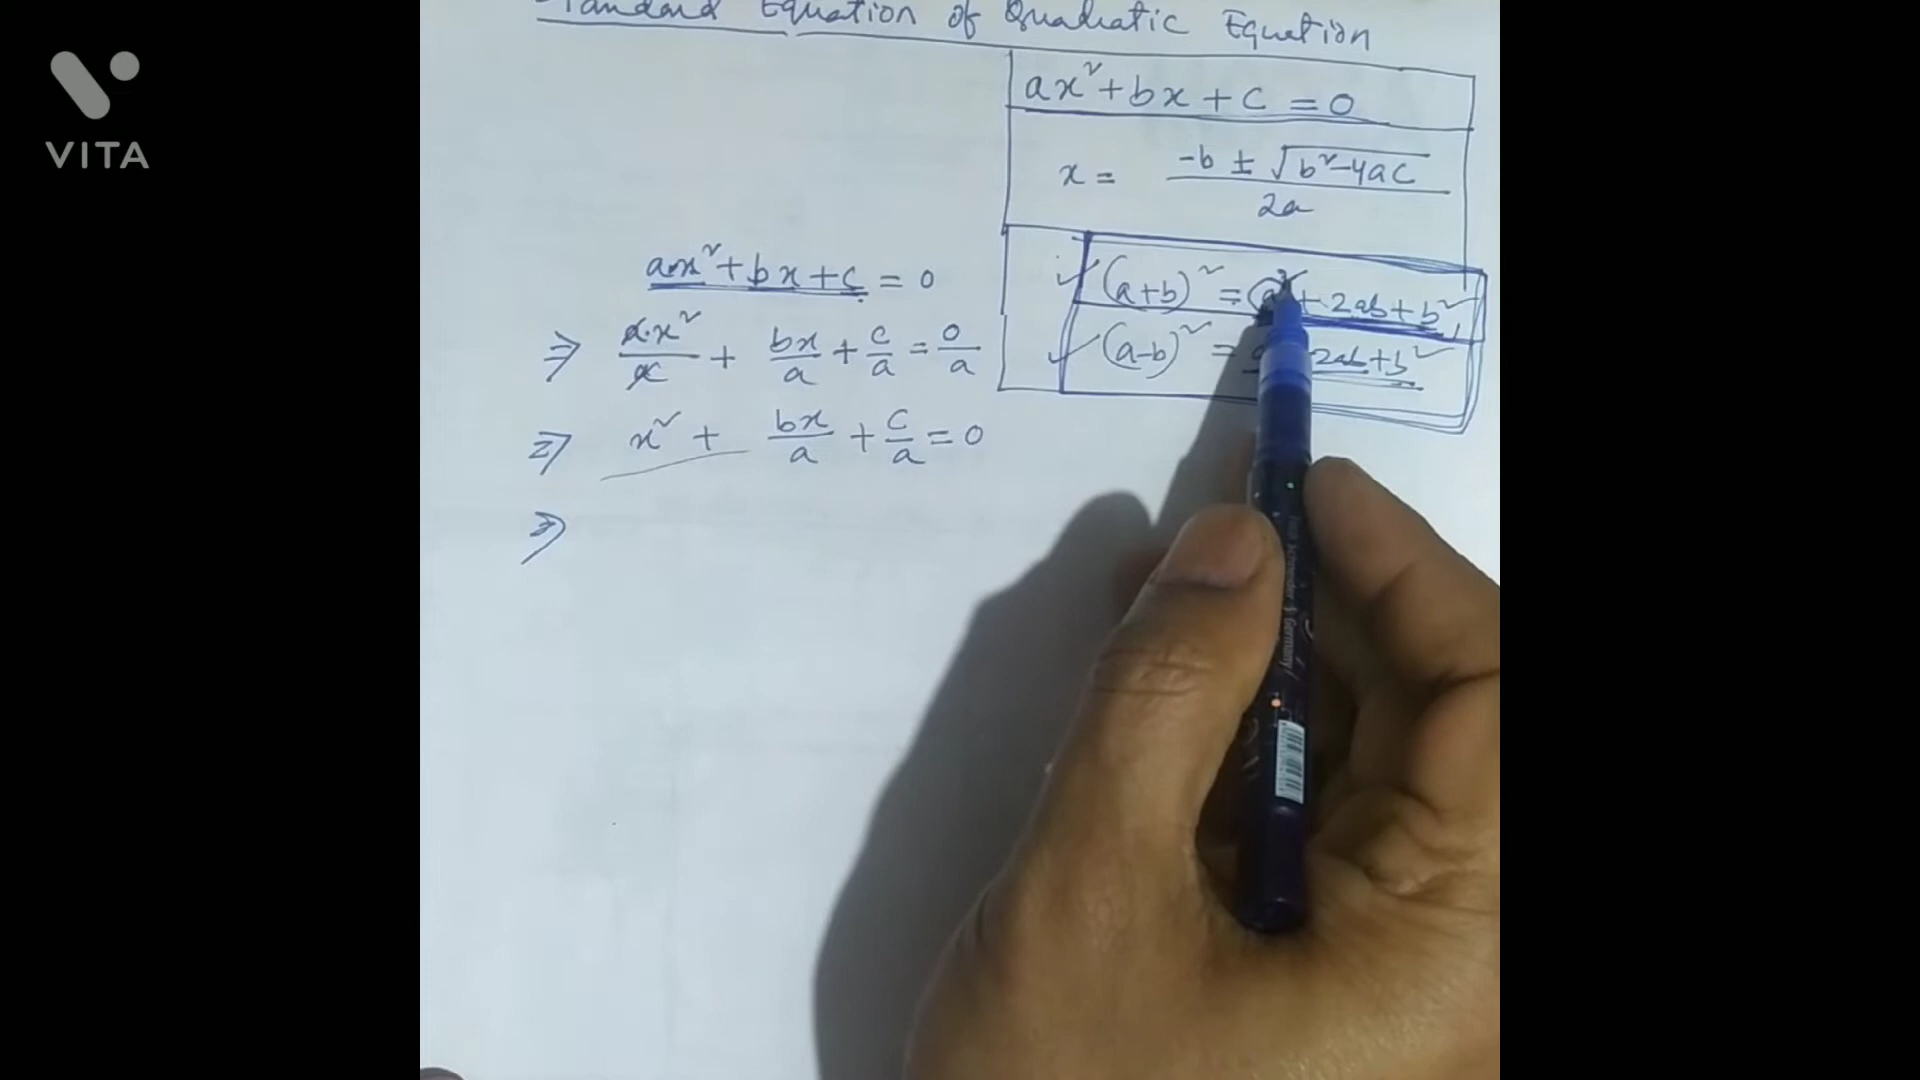 VITA
Standard Equation of Quadratic Equation
ax²+bx+c=0
x= -b ± √b²-4ac / 2a
ax²+bx+c=0
(a+b)²=a²+2ab+b²
⇒ a·x²/a + bx/a + c/a = 0/a
(a-b)²= 2ab+b²
⇒ x² + bx/a + c/a = 0
⇒